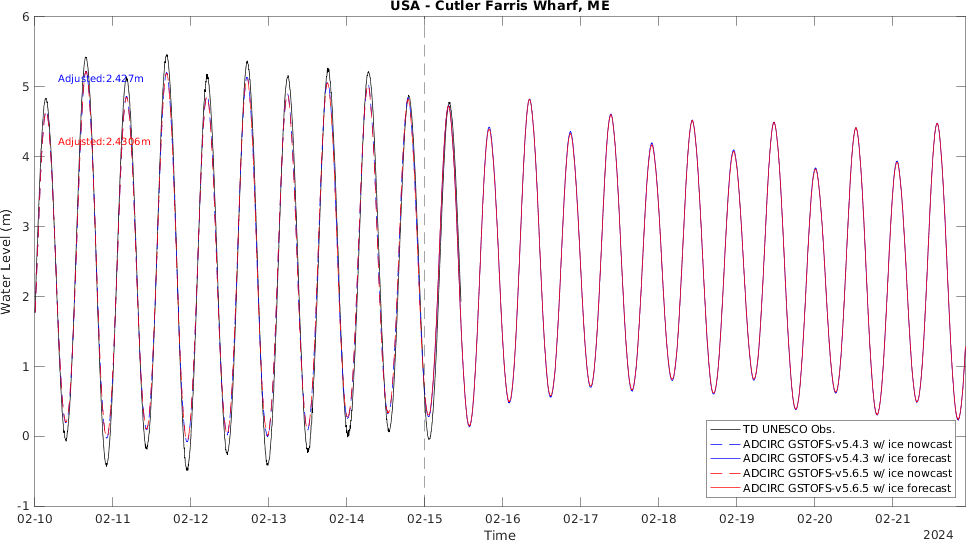 USA - Cutler Farris Wharf, ME
6
Adjusted:2.427m
5
Adjusted:2.4306m
4
3
2
1
0
-1
Water Level (m)
TD UNESCO Obs.
ADCIRC GSTOFS-v5.4.3 w/ ice nowcast
ADCIRC GSTOFS-v5.4.3 w/ ice forecast
ADCIRC GSTOFS-v5.6.5 w/ ice nowcast
ADCIRC GSTOFS-v5.6.5 w/ ice forecast
02-10 02-11 02-12 02-13 02-14 02-15 02-16 02-17 02-18 02-19 02-20 02-21
Time
2024